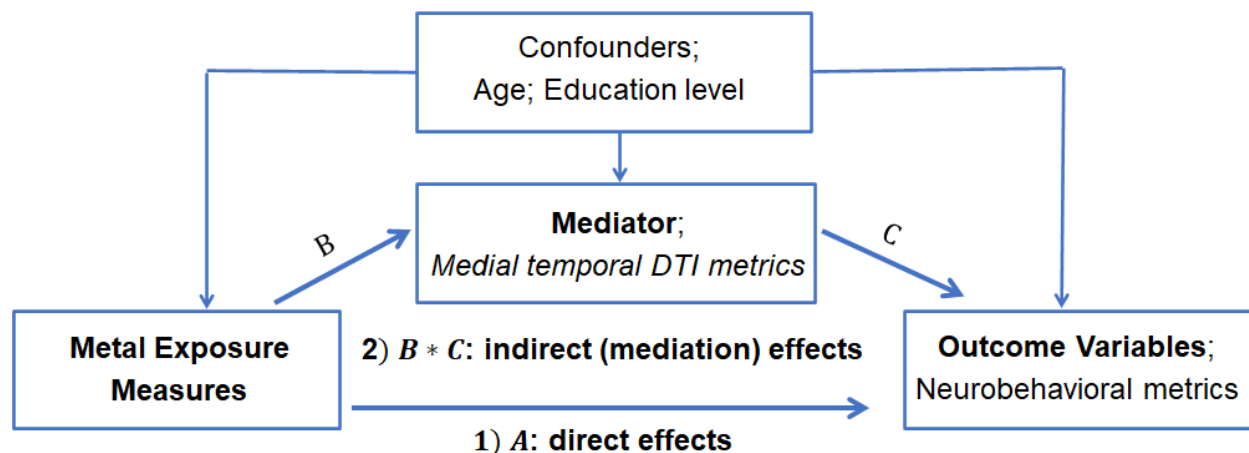 Confounders;
Age; Education level
Mediator;
Medial temporal DTI metrics
B
C
Metal Exposure
Measures
2) B * C: indirect (mediation) effects
Outcome Variables;
Neurobehavioral metrics
1) A: direct effects